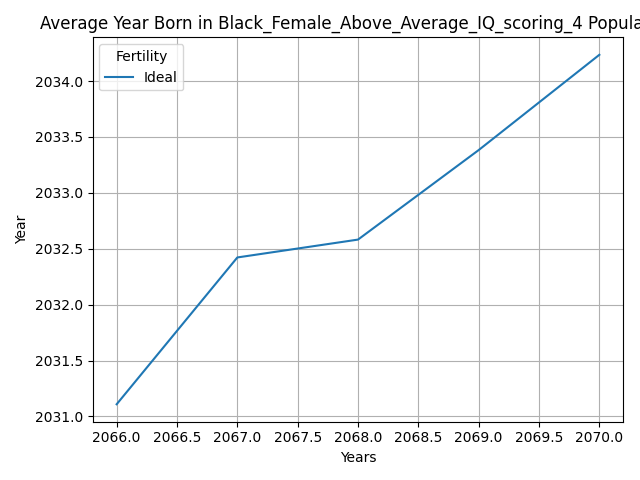 Average Year Born in Black_Female_Above_Average_IQ_scoring_4 Popula
Fertility
Ideal
2034.0
2033.5
2033.0
2032.5
2032.0
2031.5
2031.0
Year
2066.0 2066.5 2067.0 2067.5 2068.0 2068.5 2069.0 2069.5 2070.0
Years